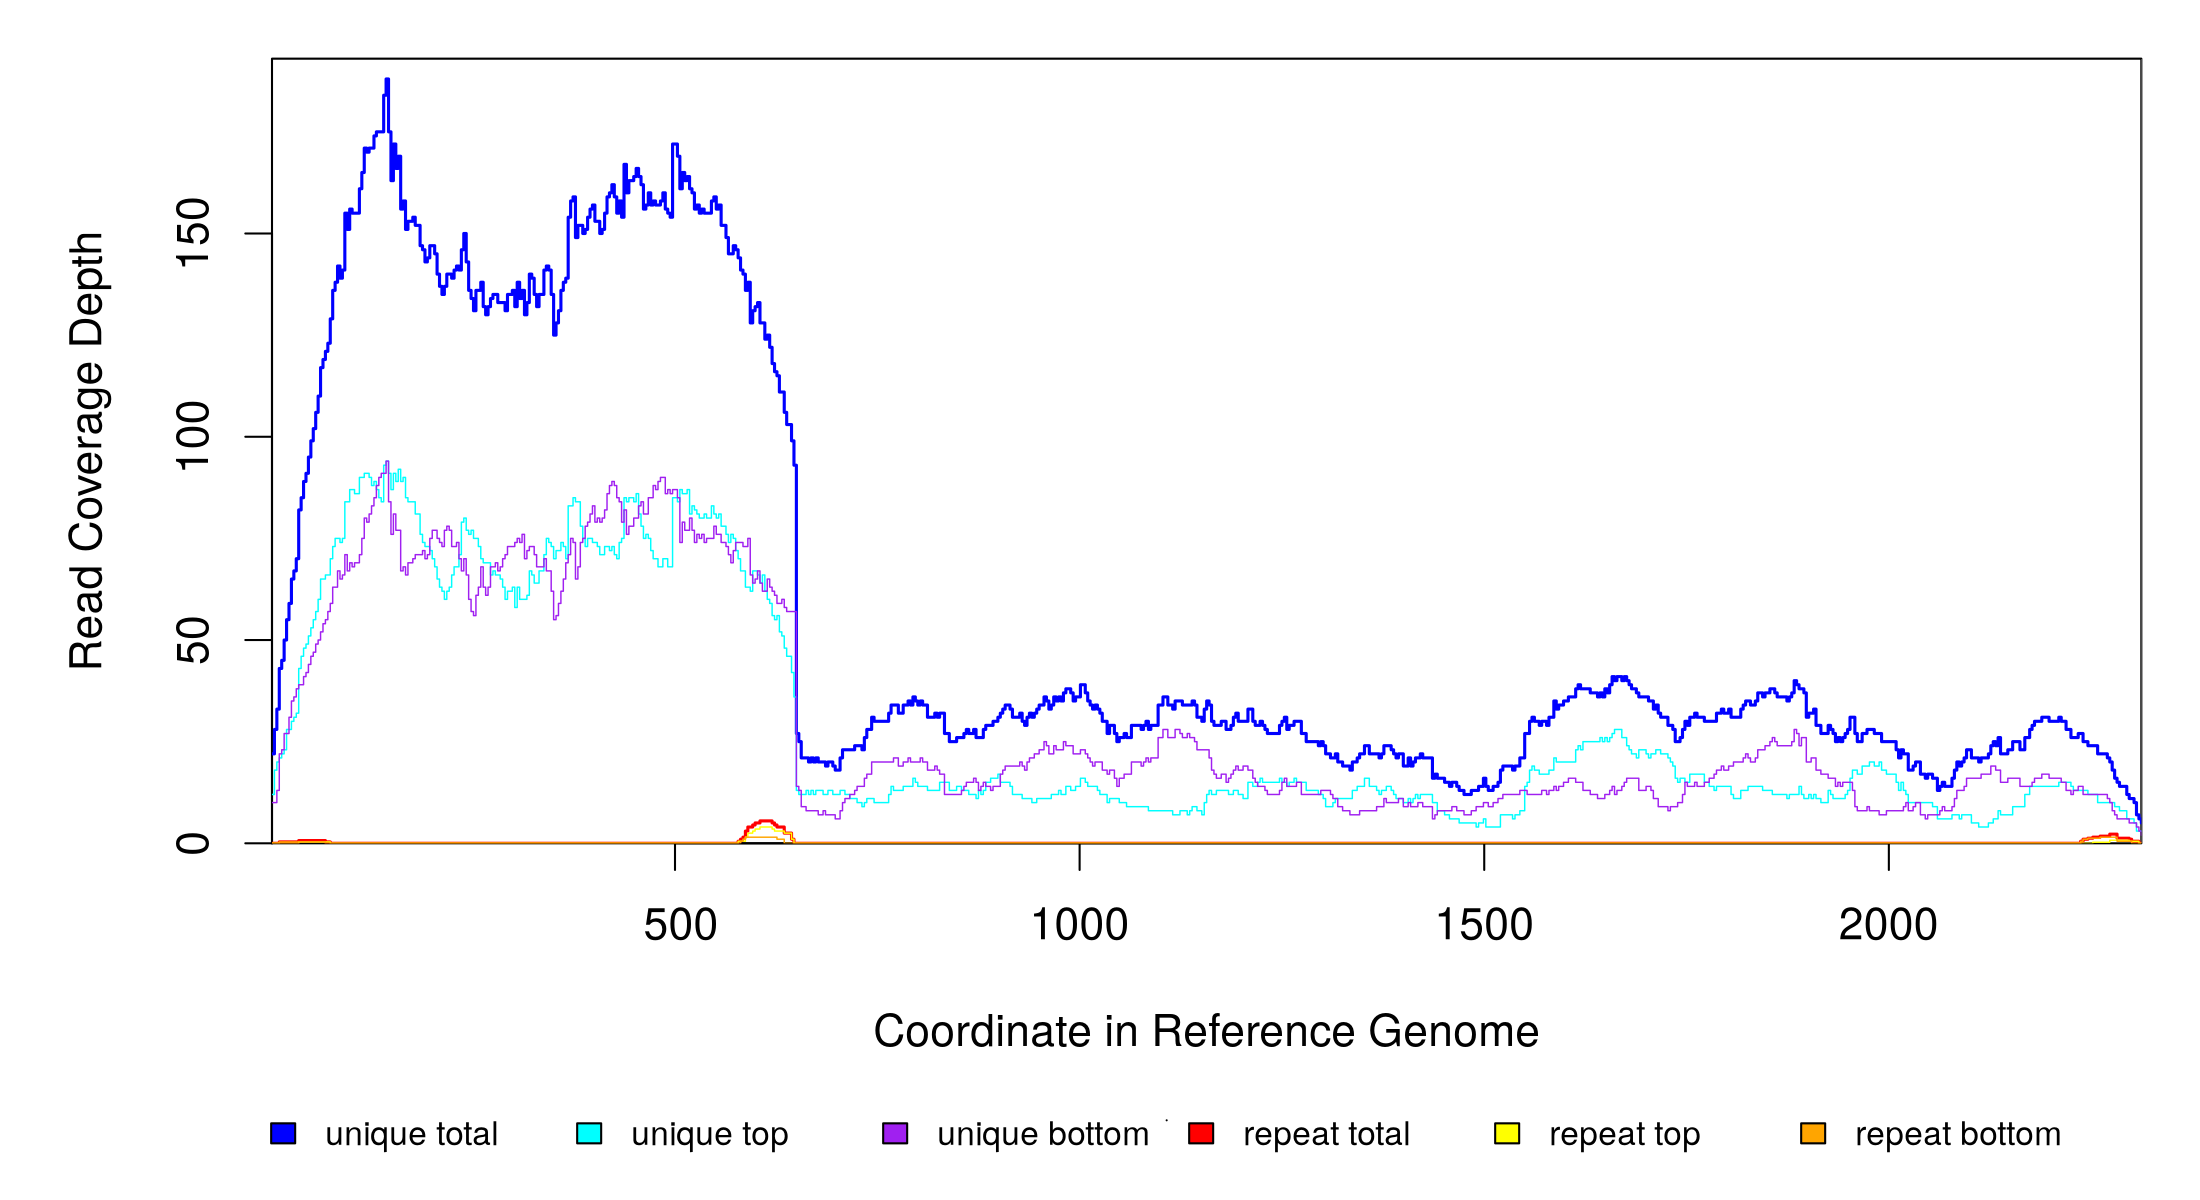 Read Coverage Depth
150
100
50
0
500 1000 1500 2000
Coordinate in Reference Genome
unique total unique top unique bottom repeat total repeat top repeat bottom